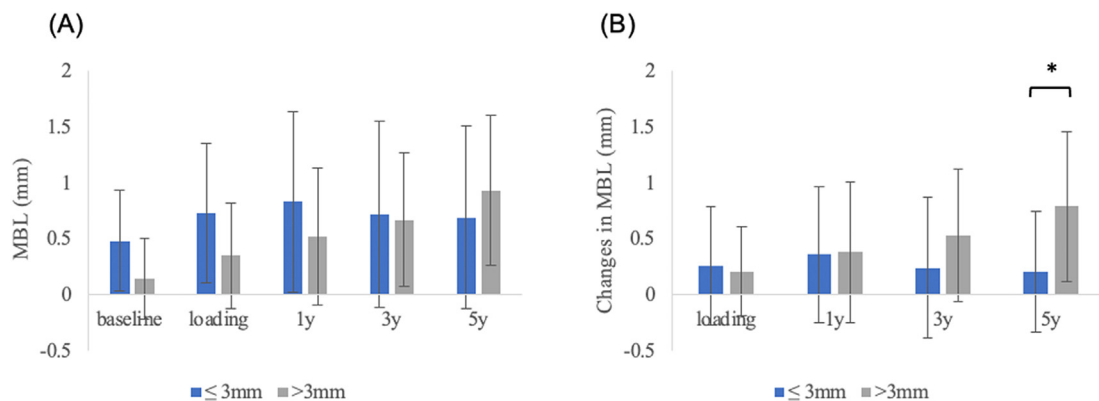 (A)
2
1.5
1
0.5
0
-0.5
MBL (mm)
baseline loading 1y 3y 5y
≤ 3mm >3mm
(B)
2
1.5
1
0.5
0
-0.5
Changes in MBL (mm)
*
loading 1y 3y 5y
≤ 3mm >3mm